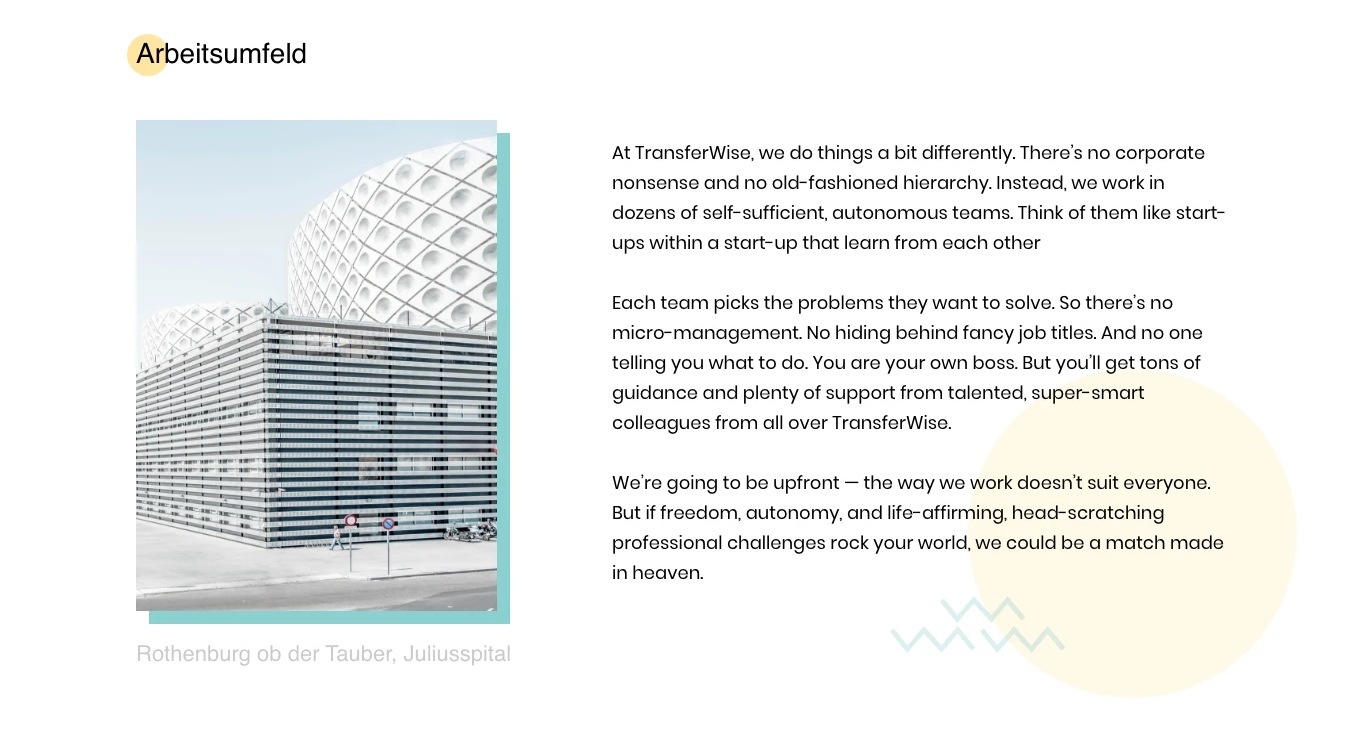 Arbeitsumfeld
At TransferWise, we do things a bit differently. There’s no corporate
nonsense and no old-fashioned hierarchy. Instead, we work in
dozens of self-sufficient, autonomous teams. Think of them like start-
ups within a start-up that learn from each other
Each team picks the problems they want to solve. So there’s no
micro-management. No hiding behind fancy job titles. And no one
telling you what to do. You are your own boss. But you’ll get tons of
guidance and plenty of support from talented, super-smart
colleagues from all over TransferWise.
We’re going to be upfront — the way we work doesn’t suit everyone.
But if freedom, autonomy, and life-affirming, head-scratching
professional challenges rock your world, we could be a match made
in heaven.
Rothenburg ob der Tauber, Juliusspital